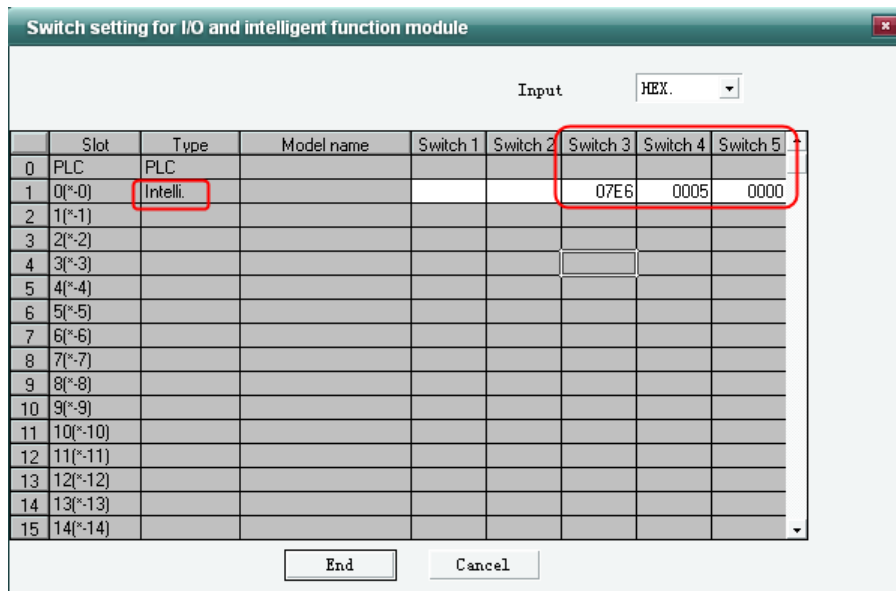 Switch setting for I/O and intelligent function module
Input HEX.
Slot Type Model name Switch 1 Switch 2 Switch 3 Switch 4 Switch 5
0 PLC PLC
1 0(*-0) Intelli. 07E6 0005 0000
2 1(*-1)
3 2(*-2)
4 3(*-3)
5 4(*-4)
6 5(*-5)
7 6(*-6)
8 7(*-7)
9 8(*-8)
10 9(*-9)
11 10(*-10)
12 11(*-11)
13 12(*-12)
14 13(*-13)
15 14(*-14)
End Cancel